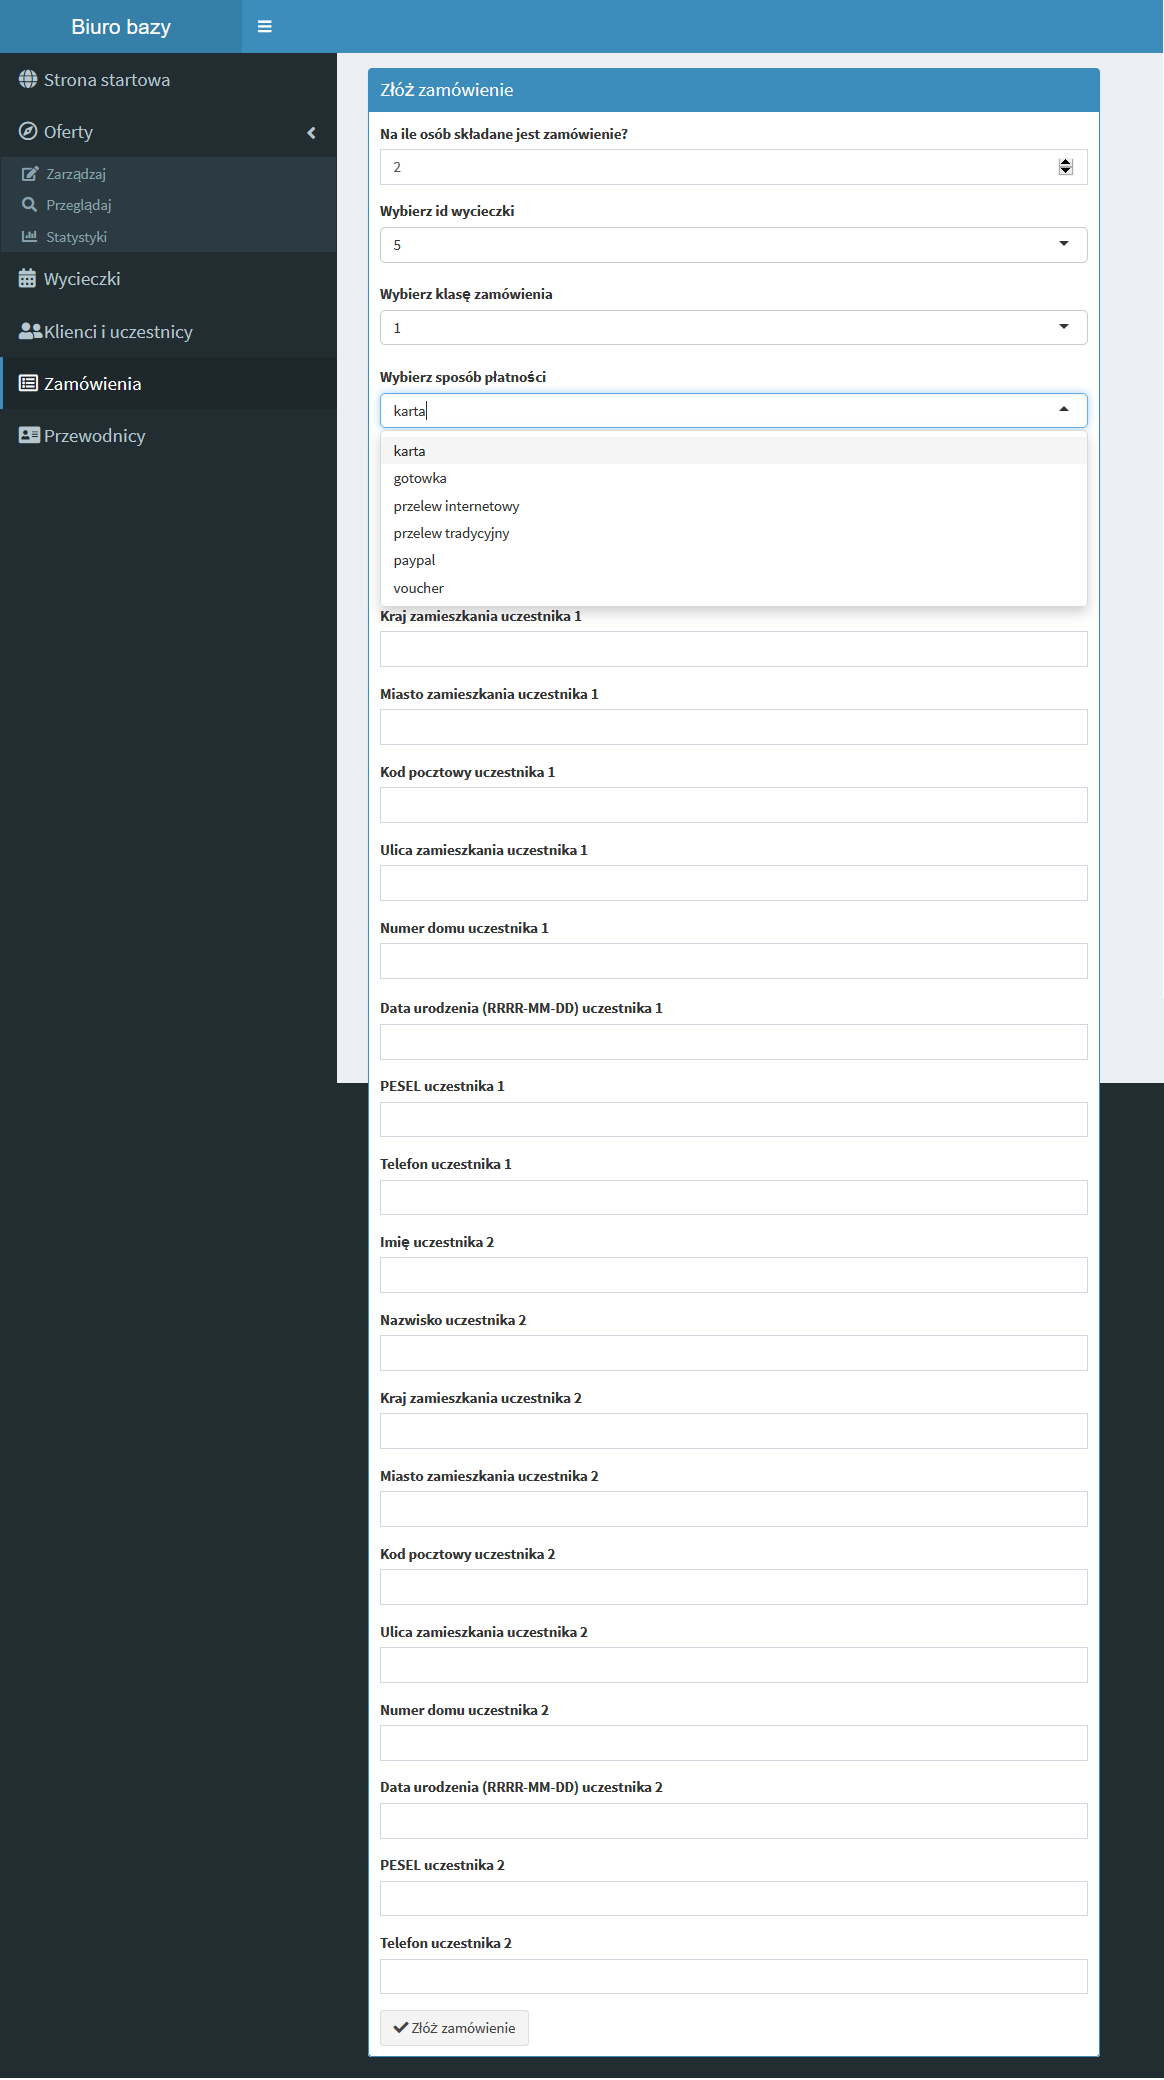 Biuro bazy
Strona startowa
Oferty
Zarządzaj
Przeglądaj
Statystyki
Wycieczki
Klienci i uczestnicy
Zamówienia
Przewodnicy
Złóż zamówienie
Na ile osób składane jest zamówienie?
2
Wybierz id wycieczki
5
Wybierz klasę zamówienia
1
Wybierz sposób płatności
karta
karta
gotowka
przelew internetowy
przelew tradycyjny
paypal
voucher
Kraj zamieszkania uczestnika 1
Miasto zamieszkania uczestnika 1
Kod pocztowy uczestnika 1
Ulica zamieszkania uczestnika 1
Numer domu uczestnika 1
Data urodzenia (RRRR-MM-DD) uczestnika 1
PESEL uczestnika 1
Telefon uczestnika 1
Imię uczestnika 2
Nazwisko uczestnika 2
Kraj zamieszkania uczestnika 2
Miasto zamieszkania uczestnika 2
Kod pocztowy uczestnika 2
Ulica zamieszkania uczestnika 2
Numer domu uczestnika 2
Data urodzenia (RRRR-MM-DD) uczestnika 2
PESEL uczestnika 2
Telefon uczestnika 2
Złóż zamówienie